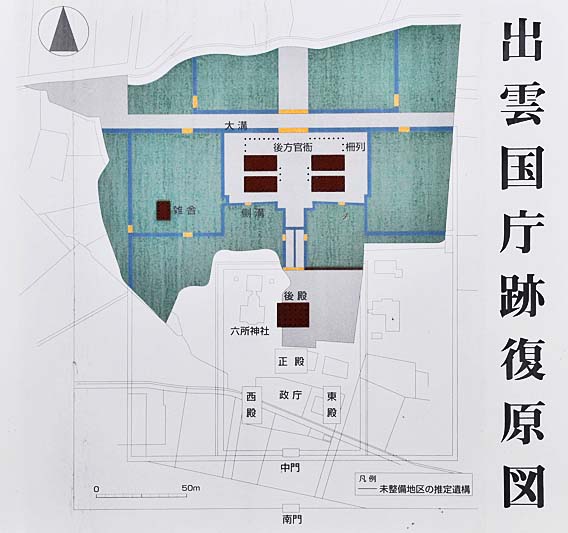 出雲国庁跡復原図
大溝
後方官衙
柵列
雑舎
側溝
後殿
六所神社
正殿
西殿
政庁
東殿
中門
凡例
未整備地区の推定遺構
0 50m
南門